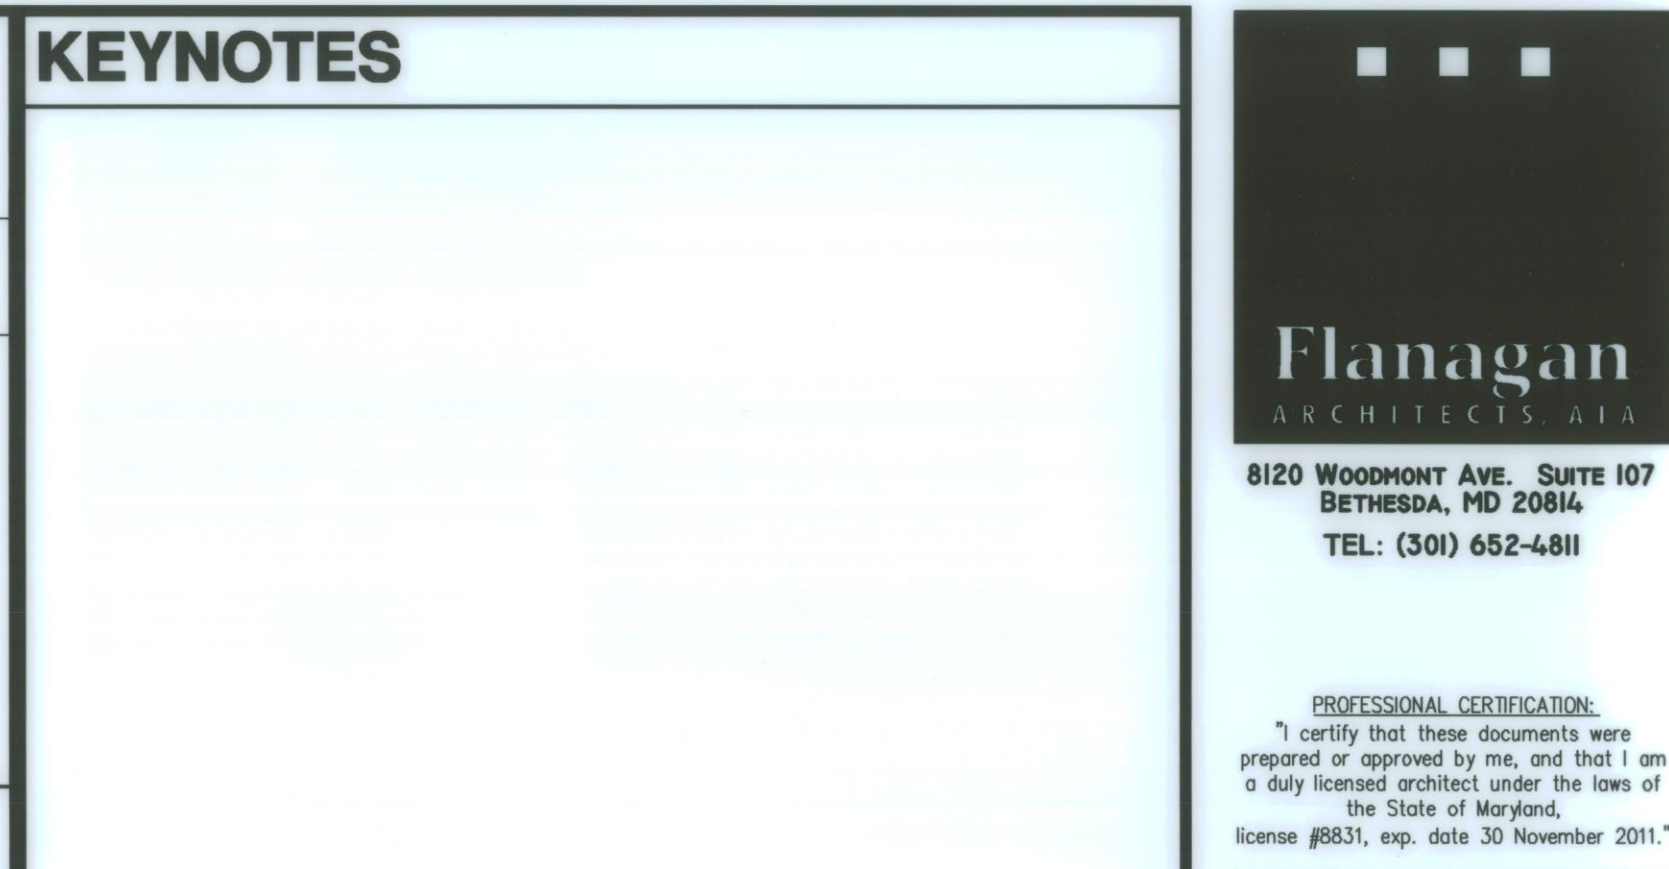 KEYNOTES
Flanagan
ARCHITECTS, AIA
8120 WOODMONT AVE. SUITE 107
BETHESDA, MD 20814
TEL: (301) 652-4811
PROFESSIONAL CERTIFICATION:
"I certify that these documents were
prepared or approved by me, and that I am
a duly licensed architect under the laws of
the State of Maryland,
license #8831, exp. date 30 November 2011."